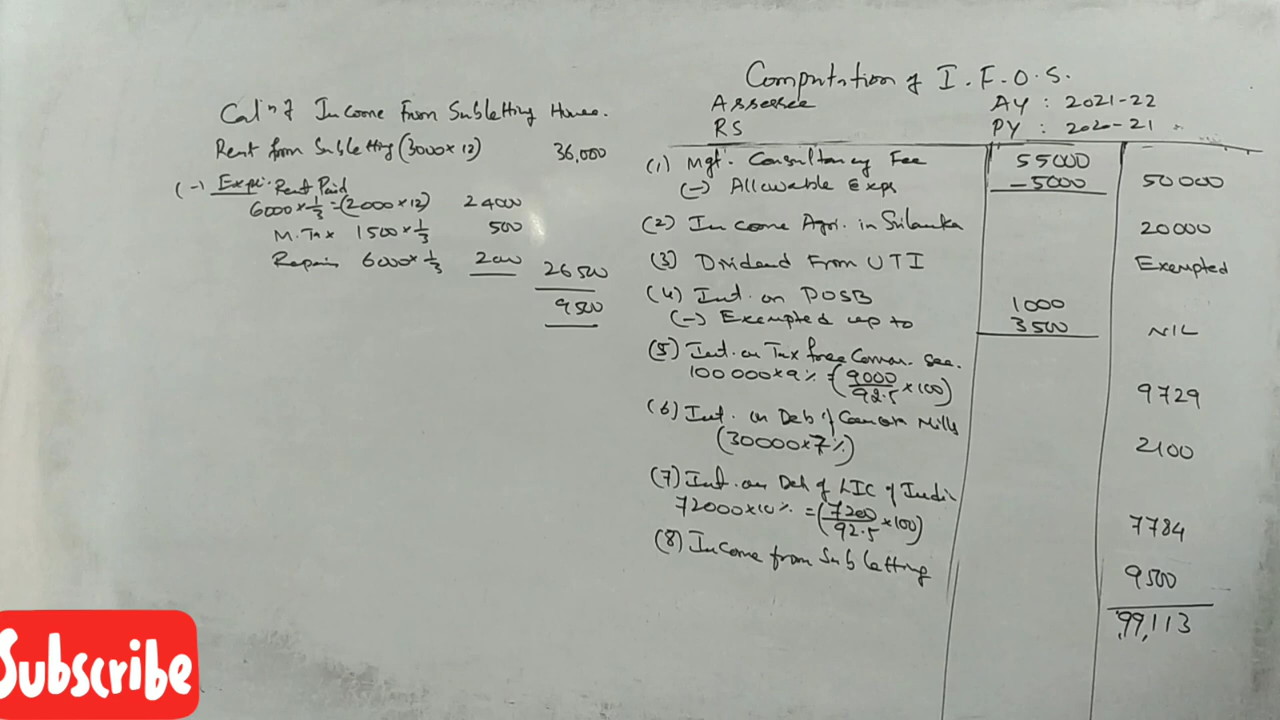 Cal'n of Income From Subletting House.
Rent from Subletting (3000×12) 36,000
(-) Expi. Rent Paid
6000×1/3=(2000×12) 24000
M. Tax 1500×1/3 500
Repairs 6000×1/3 2000 26500
9500
Computation of I.F.O.S.
Assessee AY : 2021-22
RS PY : 2020-21
(1) Mgt. Consultancy Fee 55000
(-) Allowable Exps -5000 50000
(2) Income Agri. in Srilanka 20000
(3) Dividend From UTI Exempted
(4) Int. on POSB 1000
(-) Exempted up to 3500 NIL
(5) Int. on Tax free Comm. Sec.
100000×9% = (9000/92.5×100) 9729
(6) Int. on Deb of Mills
(30000×7%) 2100
(7) Int. on Deb of LIC of India
72000×10% = (7200/92.5×100) 7784
(8) Income from Subletting 9500
99,113
Subscribe